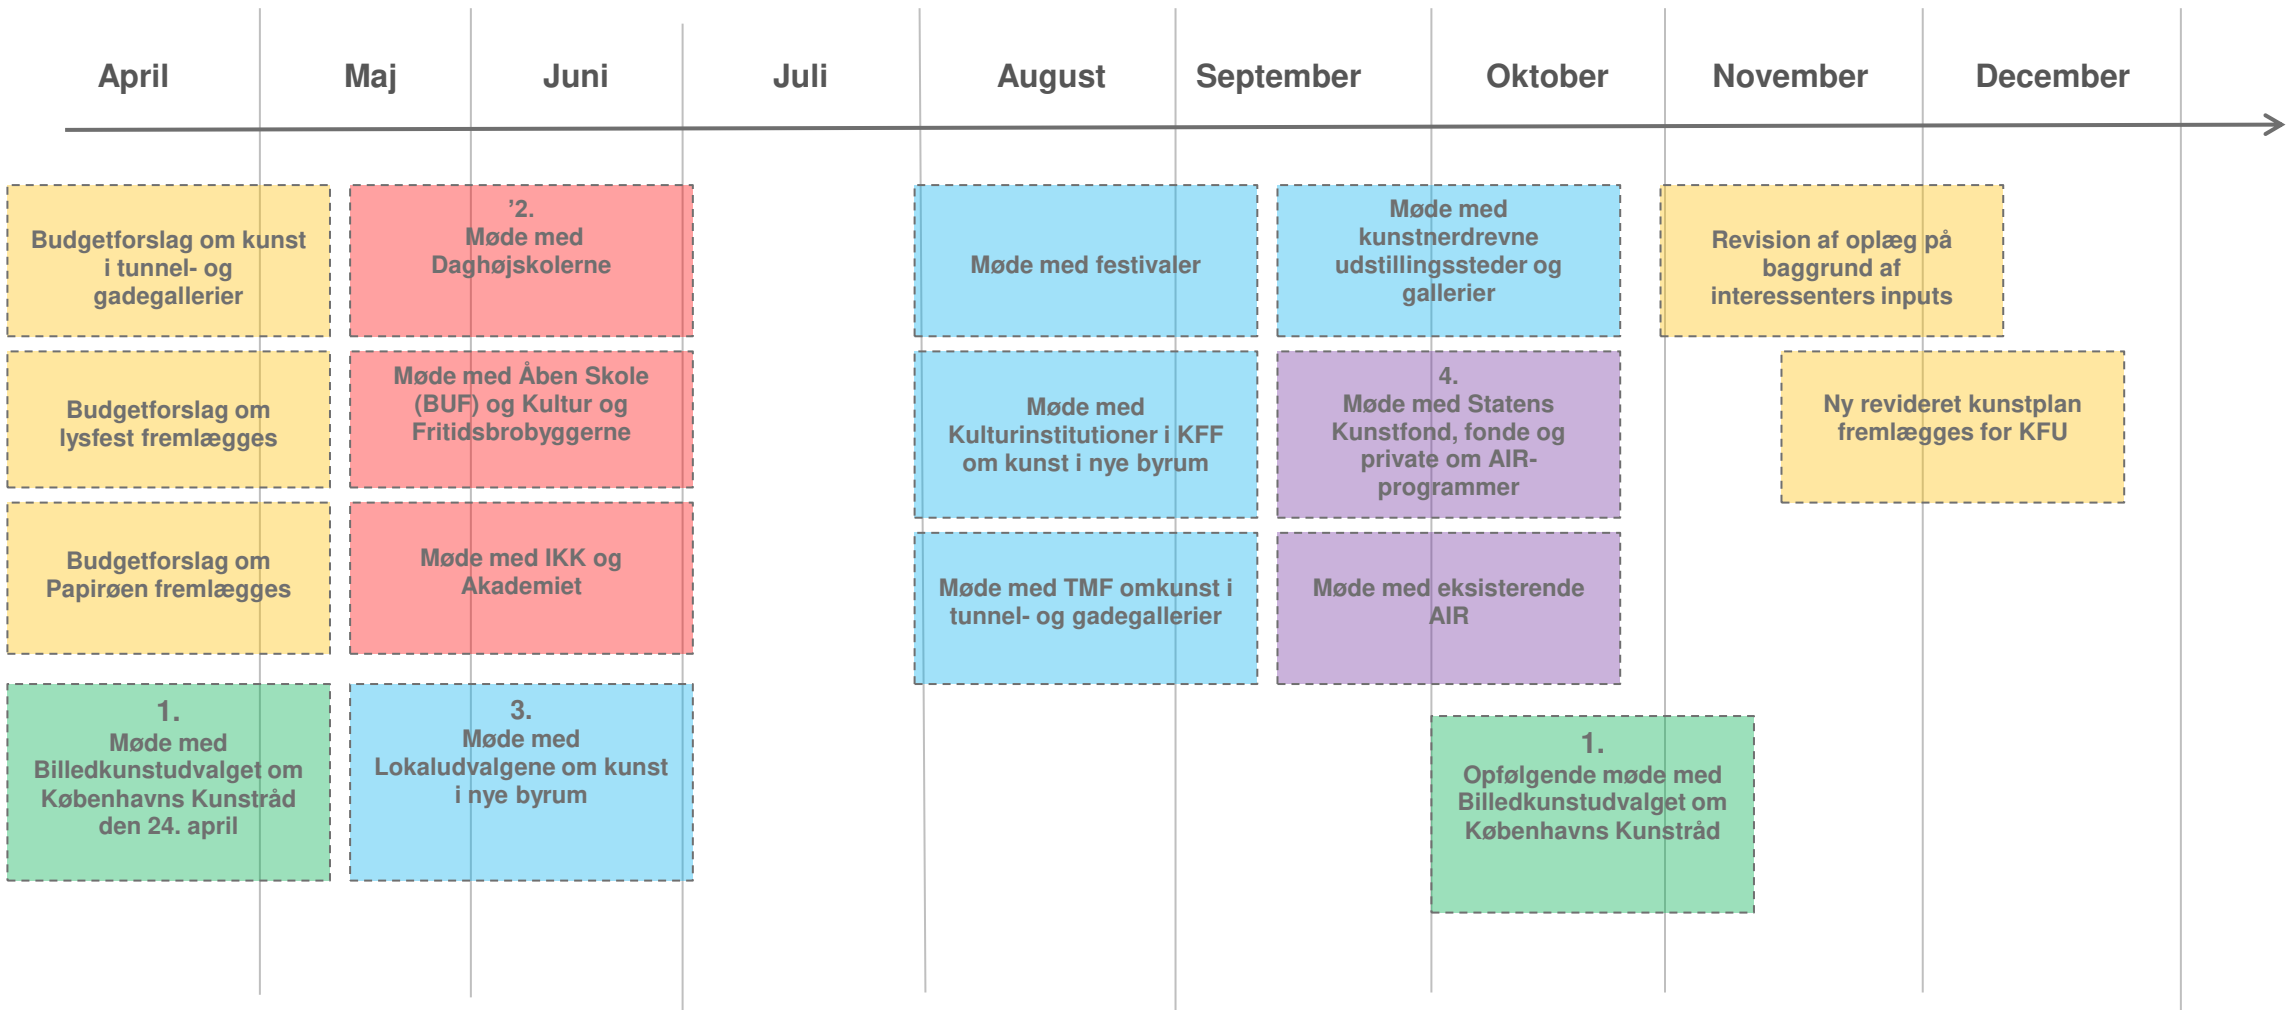 April
Maj
Juni
Juli
August
September
Oktober
November
December
Budgetforslag om kunst
i tunnel- og
gadegallerier
Budgetforslag om
lysfest fremlægges
Budgetforslag om
Papirøen fremlægges
1.
Møde med
Billedkunstudvalget om
Københavns Kunstråd
den 24. april
’2.
Møde med
Daghøjskolerne
Møde med Åben Skole
(BUF) og Kultur og
Fritidsbrobyggerne
Møde med IKK og
Akademiet
3.
Møde med
Lokaludvalgene om kunst
i nye byrum
Møde med festivaler
Møde med
Kulturinstitutioner i KFF
om kunst i nye byrum
Møde med TMF omkunst i
tunnel- og gadegallerier
Møde med
kunstnerdrevne
udstillingssteder og
gallerier
4.
Møde med Statens
Kunstfond, fonde og
private om AIR-
programmer
Møde med eksisterende
AIR
1.
Opfølgende møde med
Billedkunstudvalget om
Københavns Kunstråd
Revision af oplæg på
baggrund af
interessenters inputs
Ny revideret kunstplan
fremlægges for KFU